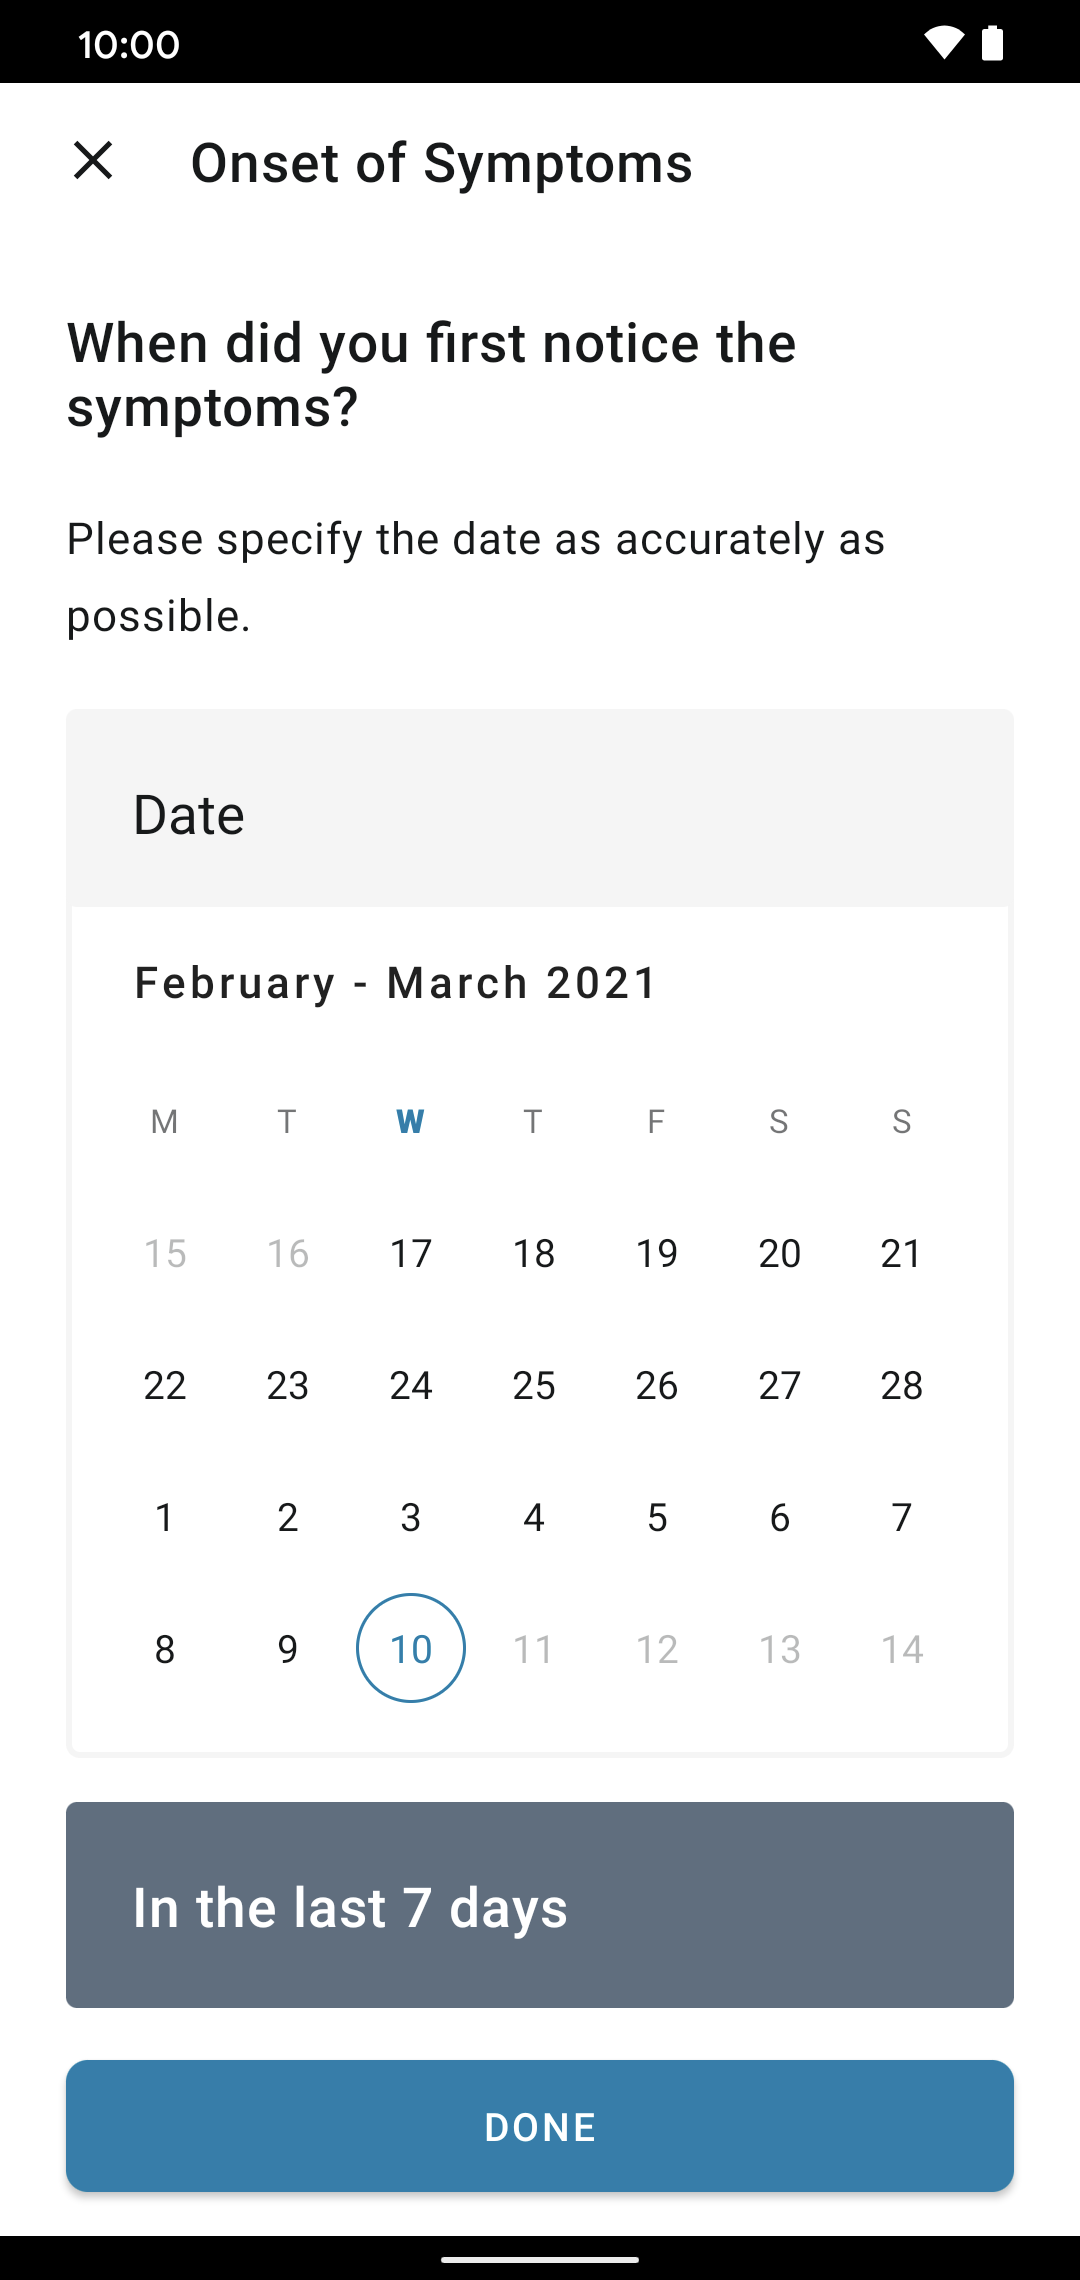 10:00
Onset of Symptoms
When did you first notice the
symptoms?
Please specify the date as accurately as
possible.
Date
February - March 2021
M T W T F S S
15 16 17 18 19 20 21
22 23 24 25 26 27 28
1 2 3 4 5 6 7
8 9 10 11 12 13 14
In the last 7 days
DONE